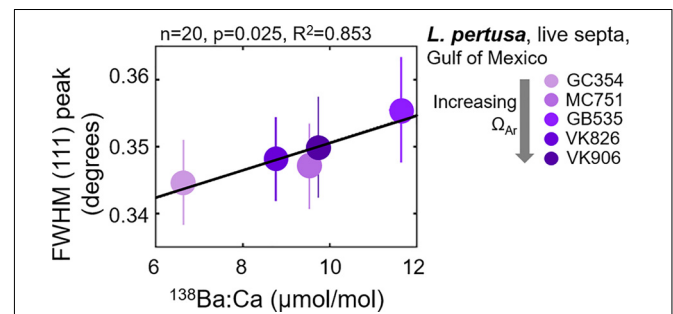 n=20, p=0.025, R²=0.853
L. pertusa, live septa,
Gulf of Mexico
Increasing
ΩAr
GC354
MC751
GB535
VK826
VK906
FWHM (111) peak
(degrees)
0.36
0.35
0.34
6 8 10 12
¹³⁸Ba:Ca (μmol/mol)